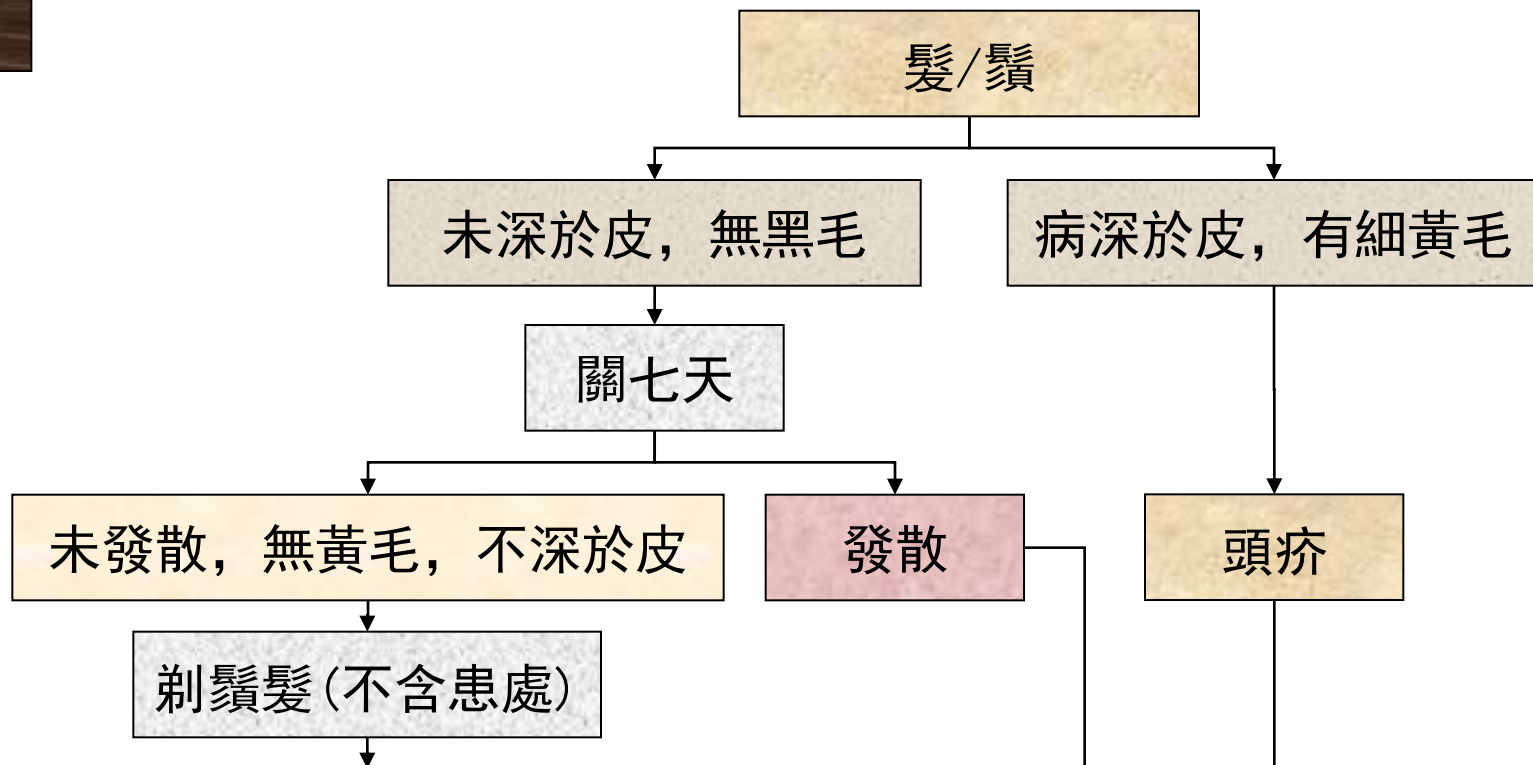 髮/鬚
未深於皮，無黑毛
病深於皮，有細黃毛
關七天
未發散，無黃毛，不深於皮
發散
頭疥
剃鬚髮(不含患處)